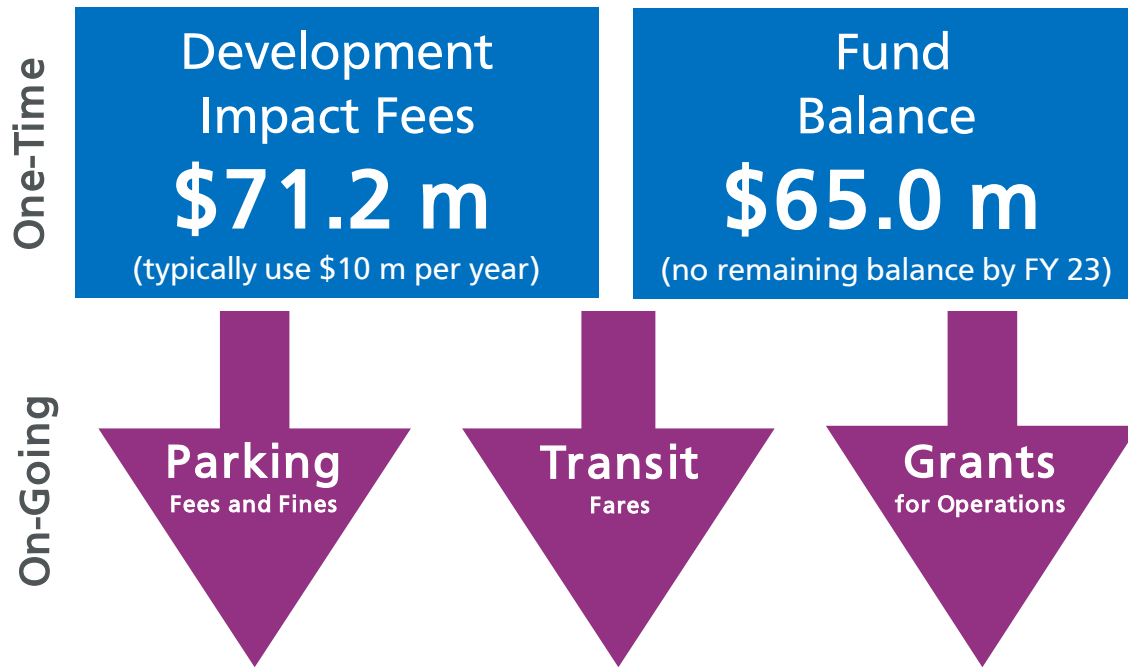 One-Time
Development
Impact Fees
$71.2 m
(typically use $10 m per year)
Fund
Balance
$65.0 m
(no remaining balance by FY 23)
On-Going
Parking
Fees and Fines
Transit
Fares
Grants
for Operations